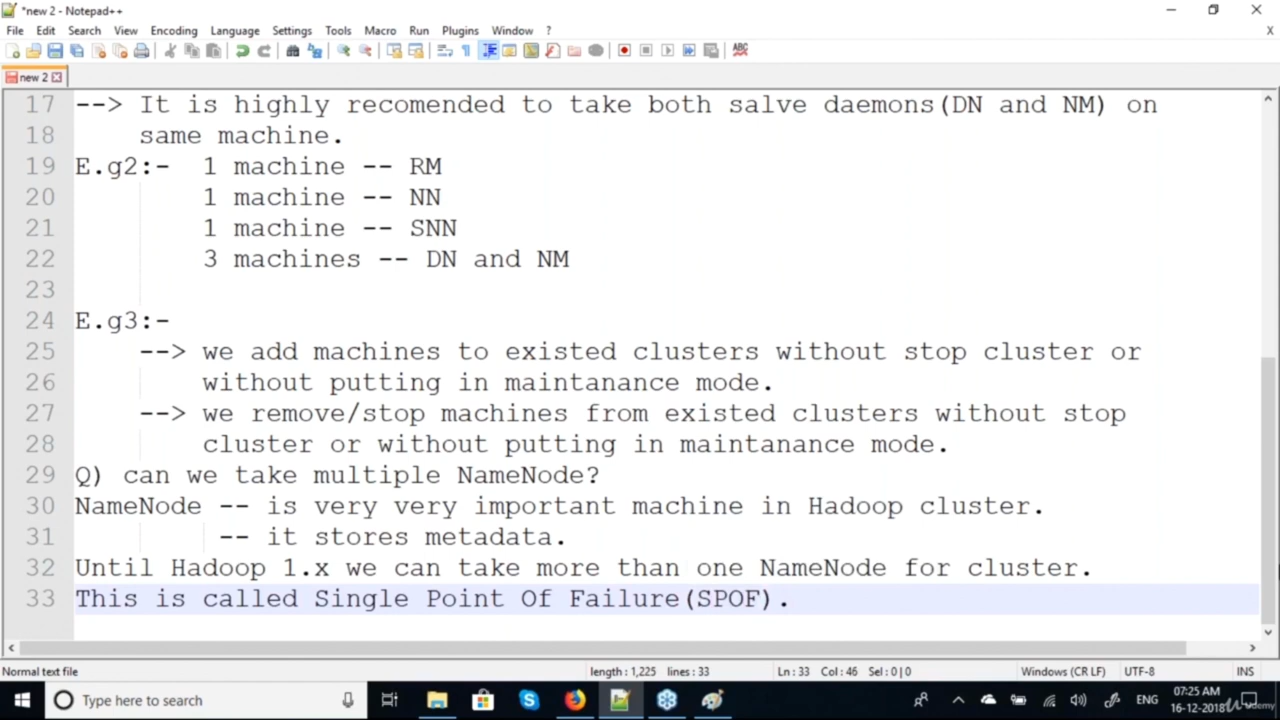 *new 2 - Notepad++
File Edit Search View Encoding Language Settings Tools Macro Run Plugins Window ?
X
new 2
17 --> It is highly recomended to take both salve daemons(DN and NM) on
18 same machine.
19 E.g2:- 1 machine -- RM
20 1 machine -- NN
21 1 machine -- SNN
22 3 machines -- DN and NM
23
24 E.g3:-
25 --> we add machines to existed clusters without stop cluster or
26 without putting in maintanance mode.
27 --> we remove/stop machines from existed clusters without stop
28 cluster or without putting in maintanance mode.
29 Q) can we take multiple NameNode?
30 NameNode -- is very very important machine in Hadoop cluster.
31 -- it stores metadata.
32 Until Hadoop 1.x we can take more than one NameNode for cluster.
33 This is called Single Point Of Failure(SPOF).
Normal text file length : 1,225 lines : 33 Ln : 33 Col : 46 Sel : 0 | 0 Windows (CR LF) UTF-8 INS
Type here to search ENG 07:25 AM
16-12-2018 Udemy